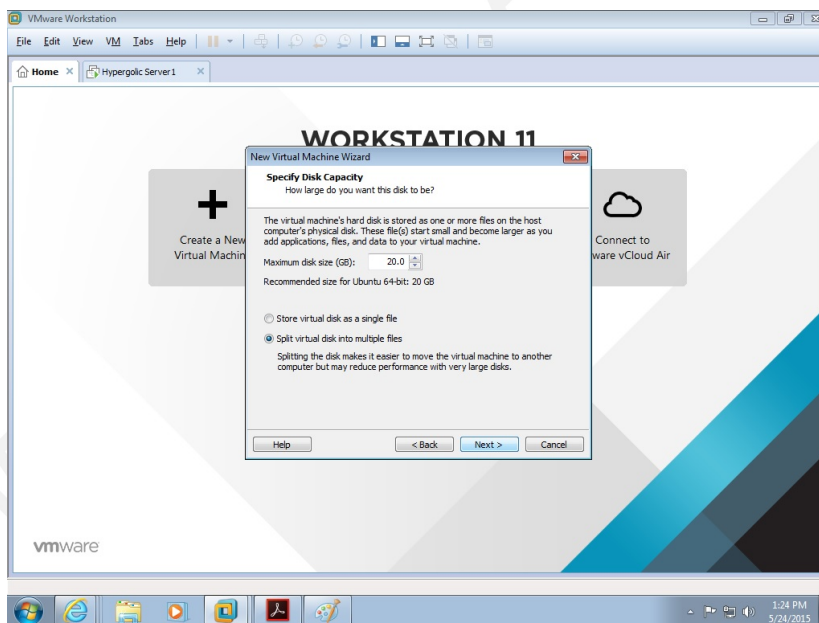 VMware Workstation
File Edit View VM Tabs Help
Home Hypergolic Server1
WORKSTATION 11
New Virtual Machine Wizard
Specify Disk Capacity
How large do you want this disk to be?
The virtual machine's hard disk is stored as one or more files on the host
computer's physical disk. These file(s) start small and become larger as you
add applications, files, and data to your virtual machine.
Maximum disk size (GB): 20.0
Recommended size for Ubuntu 64-bit: 20 GB
Store virtual disk as a single file
Split virtual disk into multiple files
Splitting the disk makes it easier to move the virtual machine to another
computer but may reduce performance with very large disks.
Help < Back Next > Cancel
Create a New
Virtual Machin
Connect to
ware vCloud Air
vmware
1:24 PM
5/24/2015